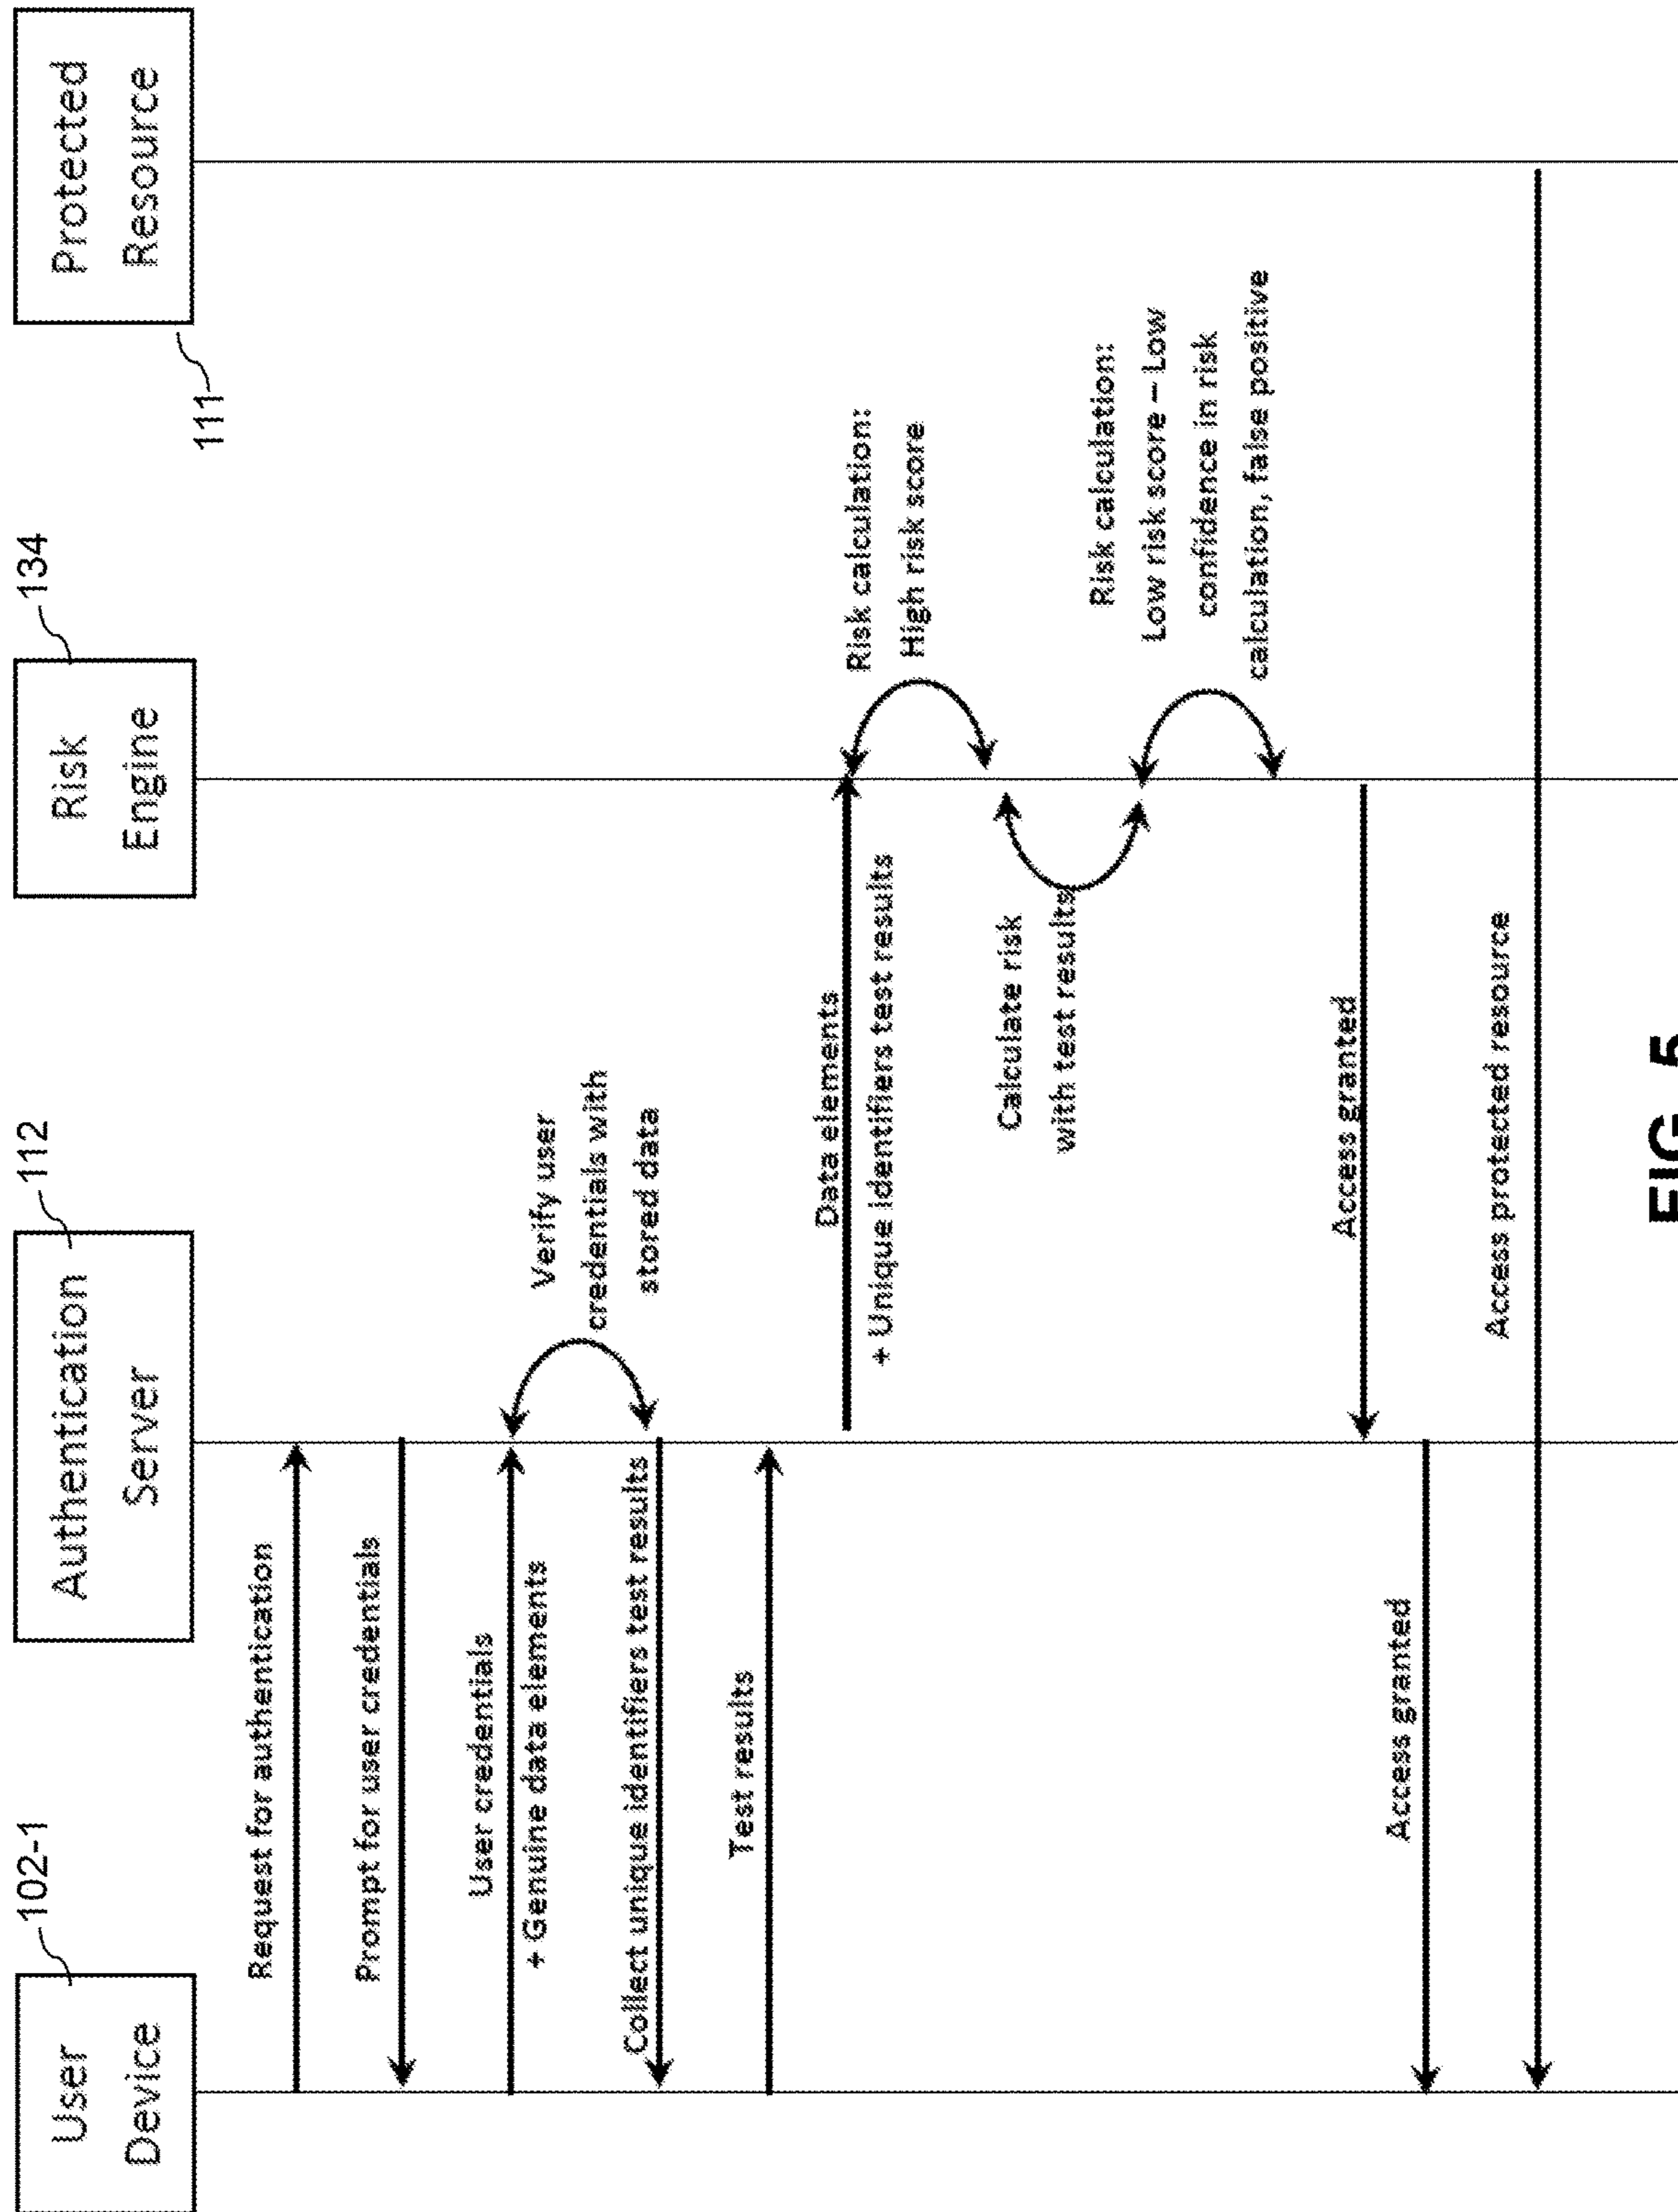 User
Device
102-1
Authentication
Server
112
Risk
Engine
134
Protected
Resource
111
Request for authentication
Prompt for user credentials
User credentials
+ Genuine data elements
Verify user
credentials with
stored data
Collect unique identifiers test results
Test results
Data elements
+ Unique identifiers test results
Risk calculation:
High risk score
Calculate risk
with test results
Risk calculation:
Low risk score – Low
confidence in risk
calculation, false positive
Access granted
Access granted
Access protected resource
FIG. 5